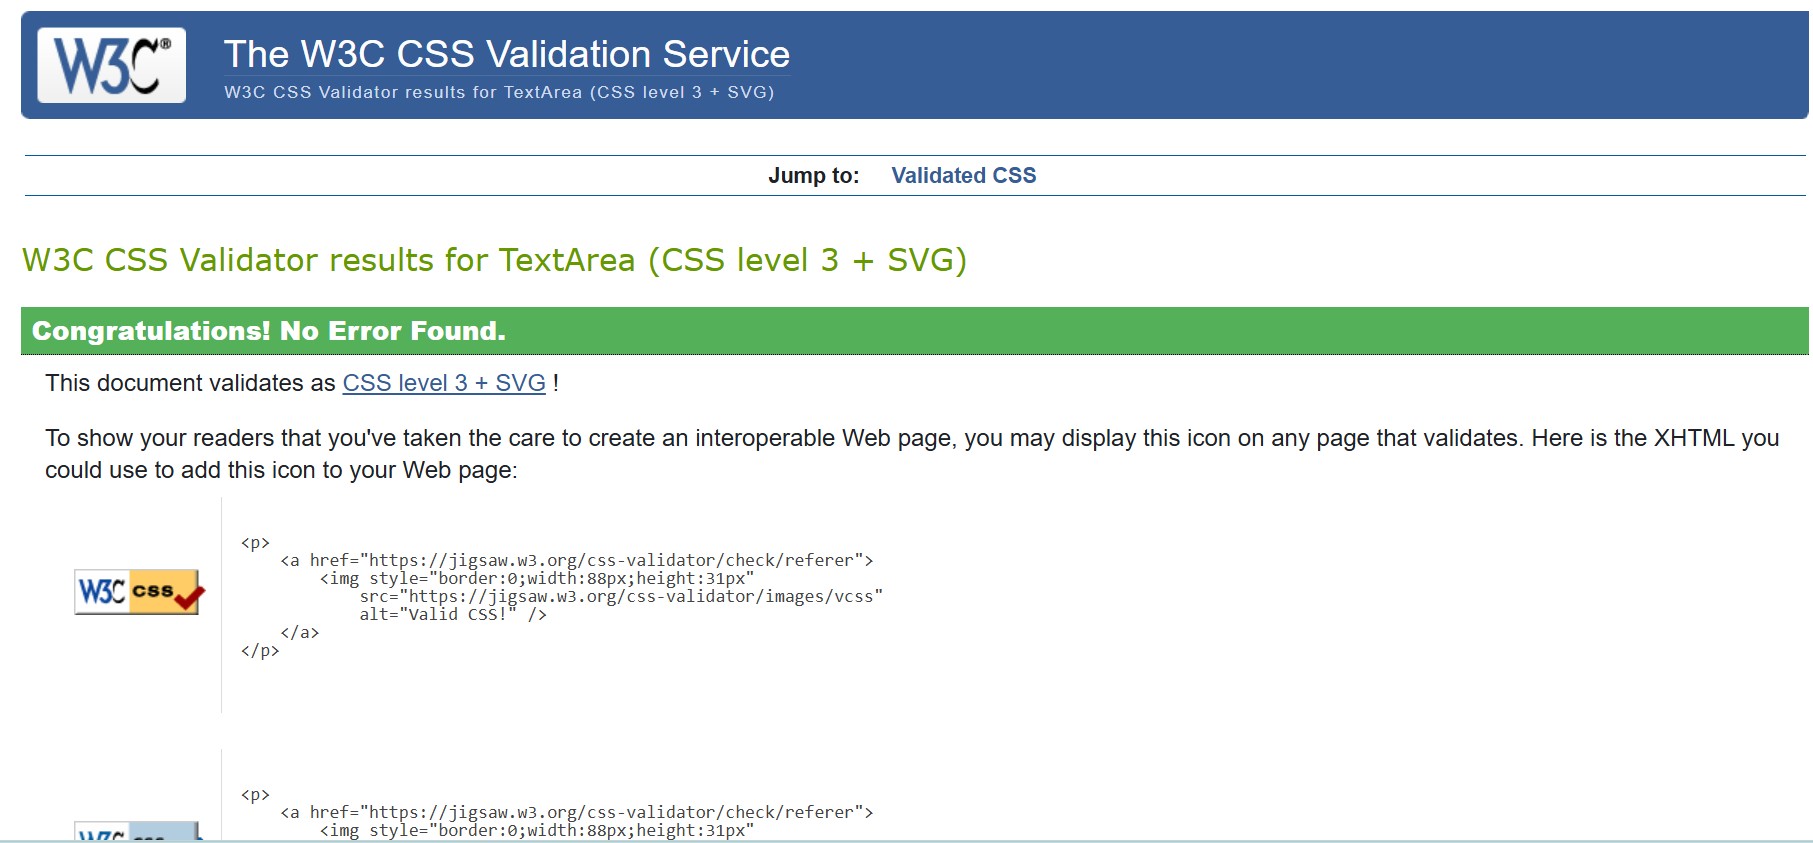 W3C®
The W3C CSS Validation Service
W3C CSS Validator results for TextArea (CSS level 3 + SVG)
Jump to: Validated CSS
W3C CSS Validator results for TextArea (CSS level 3 + SVG)
Congratulations! No Error Found.
This document validates as CSS level 3 + SVG !
To show your readers that you've taken the care to create an interoperable Web page, you may display this icon on any page that validates. Here is the XHTML you
could use to add this icon to your Web page:
<p>
    <a href="https://jigsaw.w3.org/css-validator/check/referer">
        <img style="border:0;width:88px;height:31px"
            src="https://jigsaw.w3.org/css-validator/images/vcss"
            alt="Valid CSS!" />
    </a>
</p>
W3C css
<p>
    <a href="https://jigsaw.w3.org/css-validator/check/referer">
        <img style="border:0;width:88px;height:31px"
W3C css